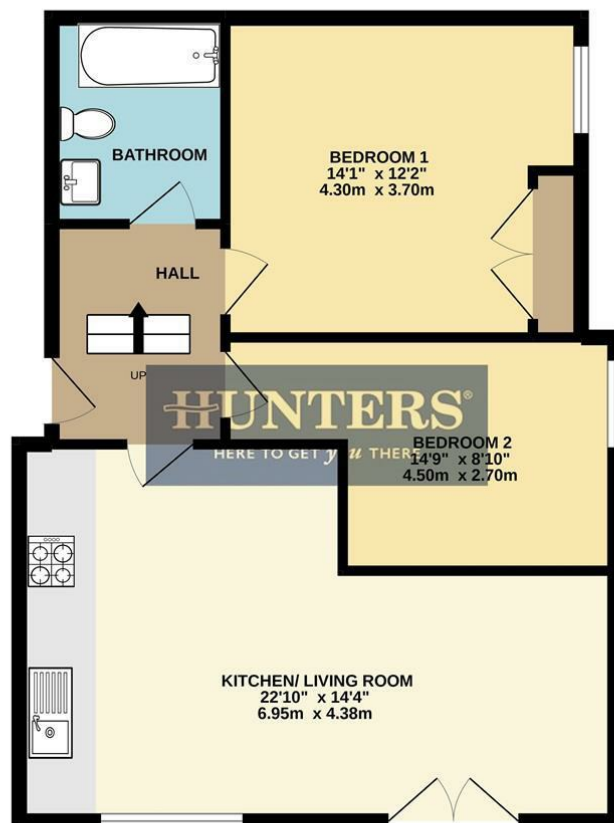 BATHROOM
BEDROOM 1
14'1" x 12'2"
4.30m x 3.70m
HALL
UP
HUNTERS®
HERE TO GET you THERE
BEDROOM 2
14'9" x 8'10"
4.50m x 2.70m
KITCHEN/ LIVING ROOM
22'10" x 14'4"
6.95m x 4.38m